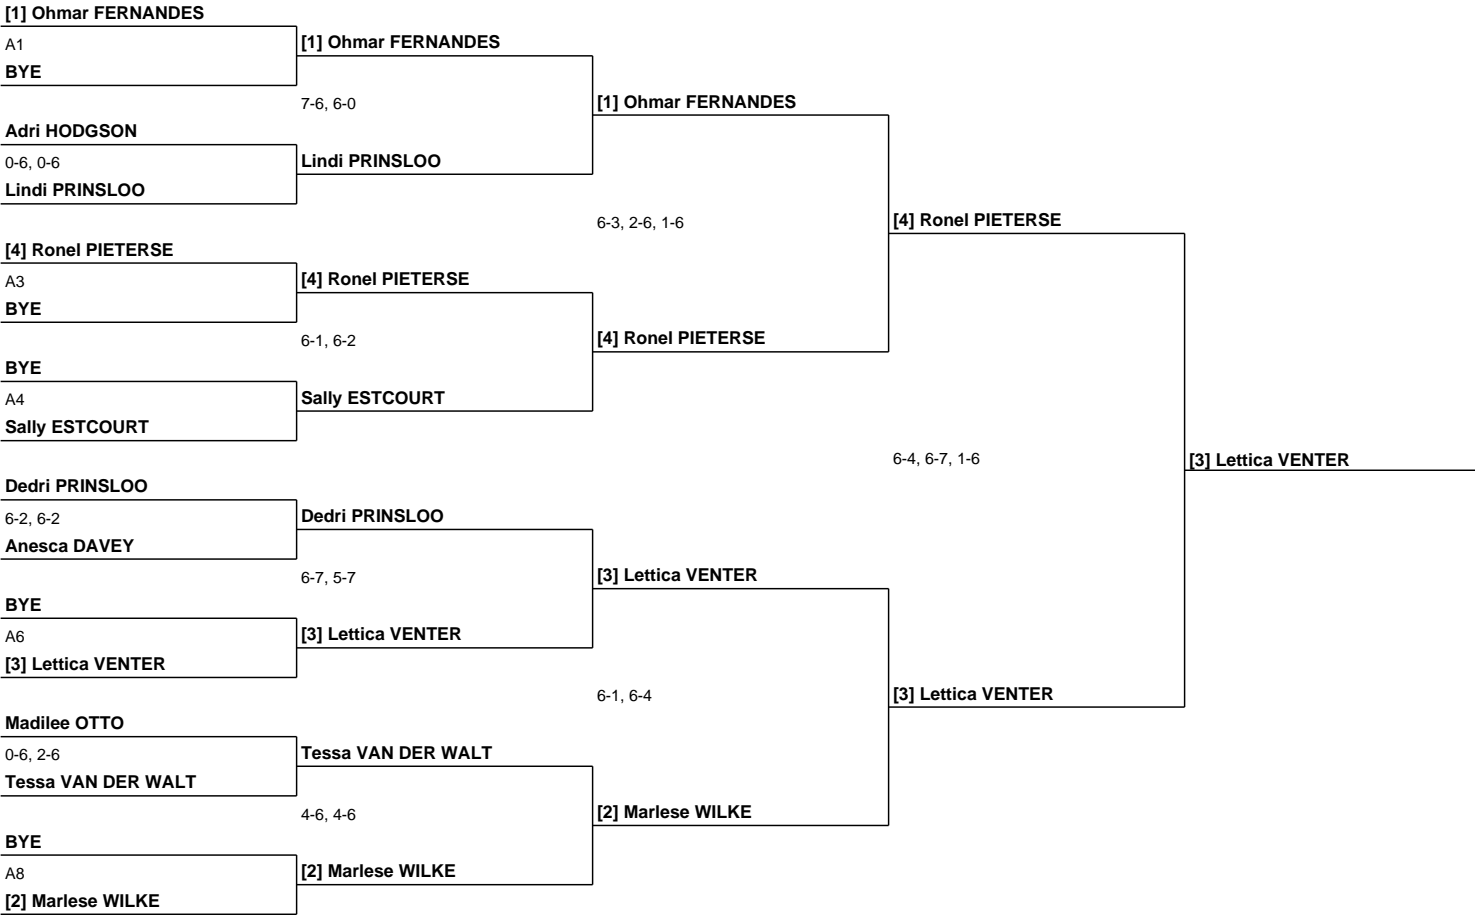 [1] Ohmar FERNANDES
A1
BYE
Adri HODGSON
0-6, 0-6
Lindi PRINSLOO
[4] Ronel PIETERSE
A3
BYE
BYE
A4
Sally ESTCOURT
Dedri PRINSLOO
6-2, 6-2
Anesca DAVEY
BYE
A6
[3] Lettica VENTER
Madilee OTTO
0-6, 2-6
Tessa VAN DER WALT
BYE
A8
[2] Marlese WILKE
[1] Ohmar FERNANDES
7-6, 6-0
Lindi PRINSLOO
[4] Ronel PIETERSE
6-1, 6-2
Sally ESTCOURT
Dedri PRINSLOO
6-7, 5-7
[3] Lettica VENTER
Tessa VAN DER WALT
4-6, 4-6
[2] Marlese WILKE
[1] Ohmar FERNANDES
6-3, 2-6, 1-6
[4] Ronel PIETERSE
[3] Lettica VENTER
6-1, 6-4
[2] Marlese WILKE
[4] Ronel PIETERSE
6-4, 6-7, 1-6
[3] Lettica VENTER
[3] Lettica VENTER